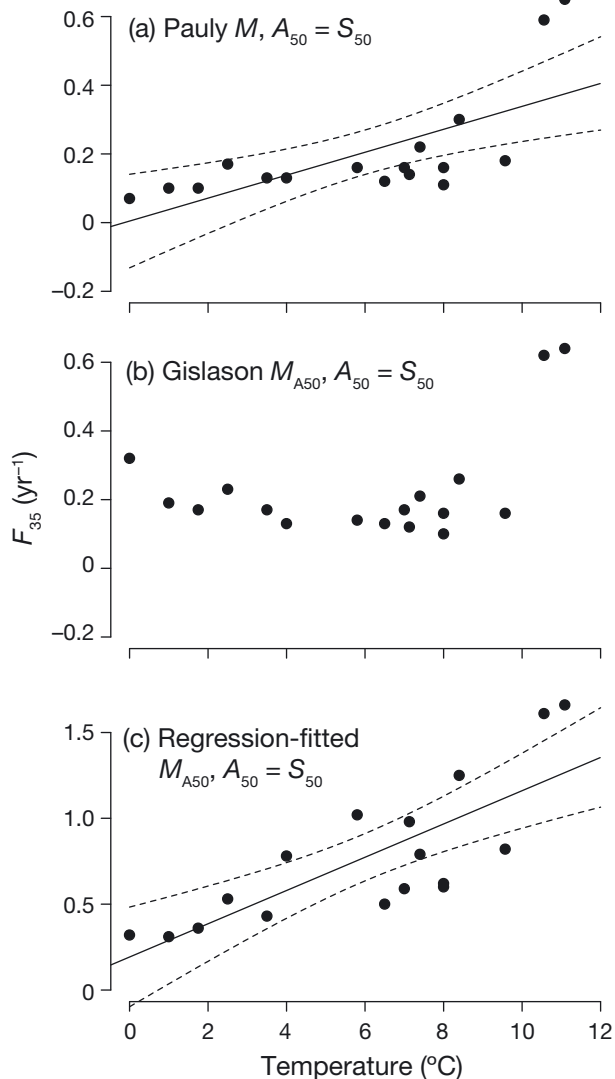 (a) Pauly M, A50 = S50
0.6
0.4
0.2
0
–0.2
(b) Gislason MA50, A50 = S50
0.6
0.4
0.2
0
–0.2
F35 (yr–1)
(c) Regression-fitted
MA50, A50 = S50
1.5
1.0
0.5
0
0 2 4 6 8 10 12
Temperature (ºC)